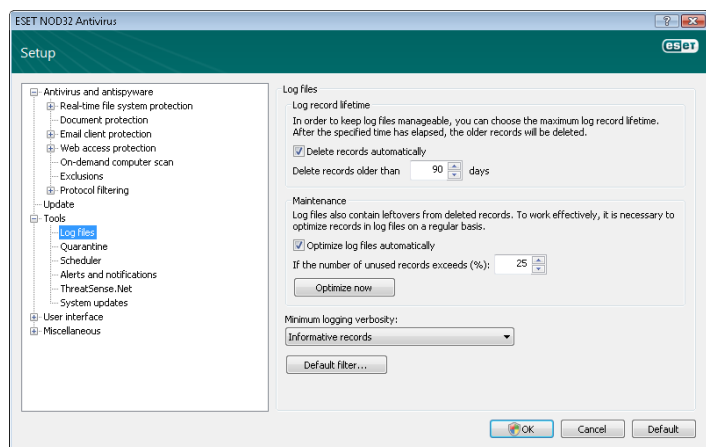 ESET NOD32 Antivirus
Setup
eset
Antivirus and antispyware
Real-time file system protection
Document protection
Email client protection
Web access protection
On-demand computer scan
Exclusions
Protocol filtering
Update
Tools
Log files
Quarantine
Scheduler
Alerts and notifications
ThreatSense.Net
System updates
User interface
Miscellaneous
Log files
Log record lifetime
In order to keep log files manageable, you can choose the maximum log record lifetime.
After the specified time has elapsed, the older records will be deleted.
Delete records automatically
Delete records older than 90 days
Maintenance
Log files also contain leftovers from deleted records. To work effectively, it is necessary to
optimize records in log files on a regular basis.
Optimize log files automatically
If the number of unused records exceeds (%): 25
Optimize now
Minimum logging verbosity:
Informative records
Default filter...
OK Cancel Default